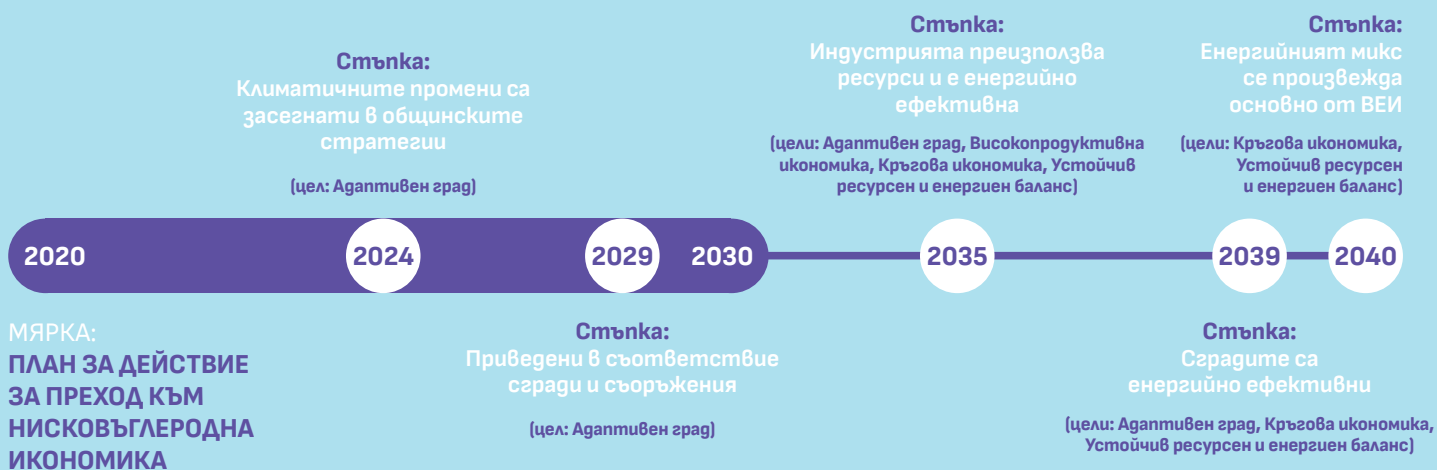 Стъпка:
Климатичните промени са
засегнати в общинските
стратегии
(цел: Адаптивен град)
Стъпка:
Индустрията преизползва
ресурси и е енергийно
ефективна
(цели: Адаптивен град, Високопродуктивна
икономика, Кръгова икономика, Устойчив
ресурсен и енергиен баланс)
Стъпка:
Енергийният микс
се произвежда
основно от ВЕИ
(цели: Кръгова икономика,
Устойчив ресурсен
и енергиен баланс)
2020 2024 2029 2030 2035 2039 2040
МЯРКА:
ПЛАН ЗА ДЕЙСТВИЕ
ЗА ПРЕХОД КЪМ
НИСКОВЪГЛЕРОДНА
ИКОНОМИКА
Стъпка:
Приведени в съответствие
сгради и съоръжения
(цел: Адаптивен град)
Стъпка:
Сградите са
енергийно ефективни
(цели: Адаптивен град, Кръгова икономика,
Устойчив ресурсен и енергиен баланс)